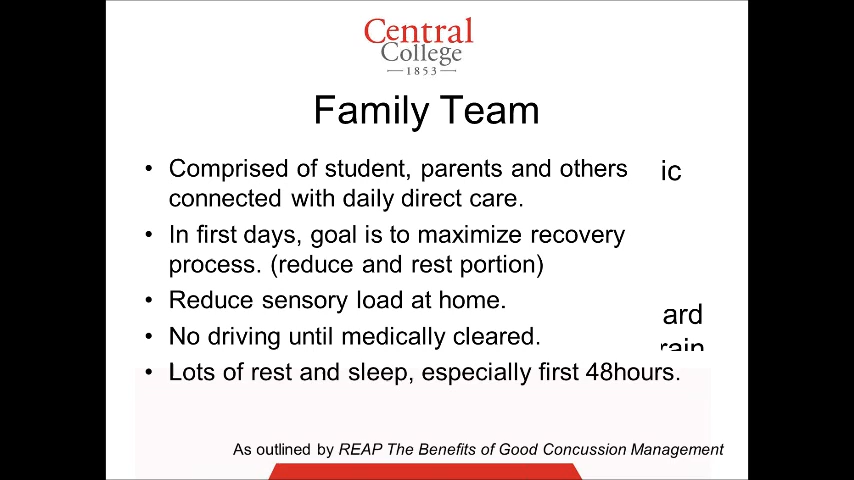 Central
College
1853
Family Team
• Comprised of student, parents and others
connected with daily direct care.
ic
• In first days, goal is to maximize recovery
process. (reduce and rest portion)
• Reduce sensory load at home.
ard
• No driving until medically cleared.
rain
• Lots of rest and sleep, especially first 48hours.
As outlined by REAP The Benefits of Good Concussion Management